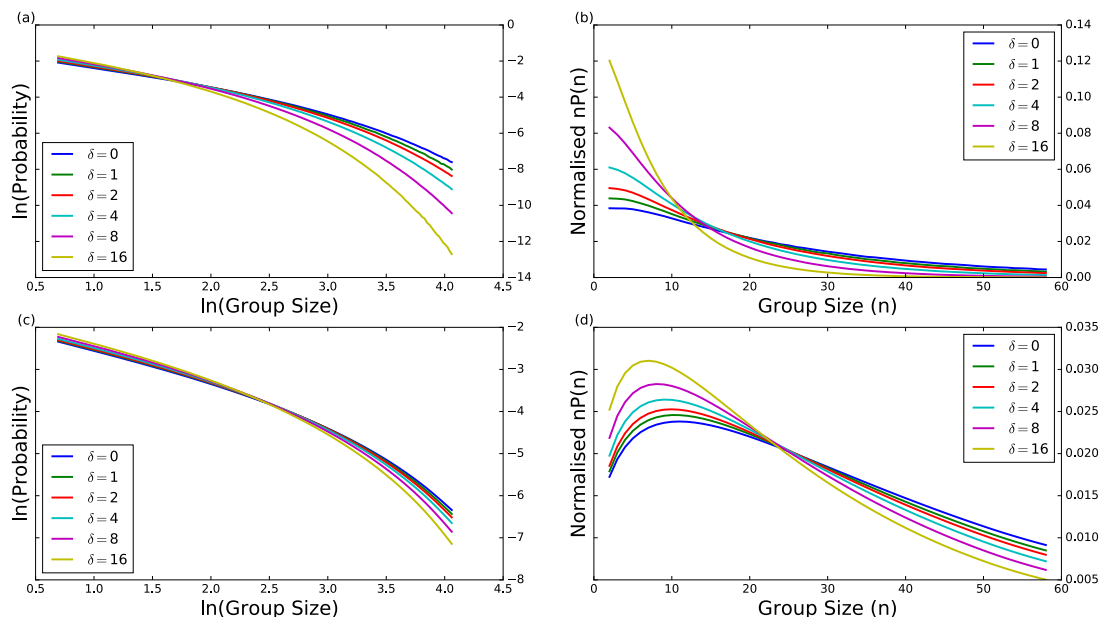 (a)
ln(Probability)
0
−2
−4
−6
−8
−10
−12
−14
δ = 0
δ = 1
δ = 2
δ = 4
δ = 8
δ = 16
0.5 1.0 1.5 2.0 2.5 3.0 3.5 4.0 4.5
ln(Group Size)
(b)
Normalised nP(n)
0.14
0.12
0.10
0.08
0.06
0.04
0.02
0.00
δ = 0
δ = 1
δ = 2
δ = 4
δ = 8
δ = 16
0 10 20 30 40 50 60
Group Size (n)
(c)
ln(Probability)
−2
−3
−4
−5
−6
−7
−8
δ = 0
δ = 1
δ = 2
δ = 4
δ = 8
δ = 16
0.5 1.0 1.5 2.0 2.5 3.0 3.5 4.0 4.5
ln(Group Size)
(d)
Normalised nP(n)
0.035
0.030
0.025
0.020
0.015
0.010
0.005
δ = 0
δ = 1
δ = 2
δ = 4
δ = 8
δ = 16
0 10 20 30 40 50 60
Group Size (n)